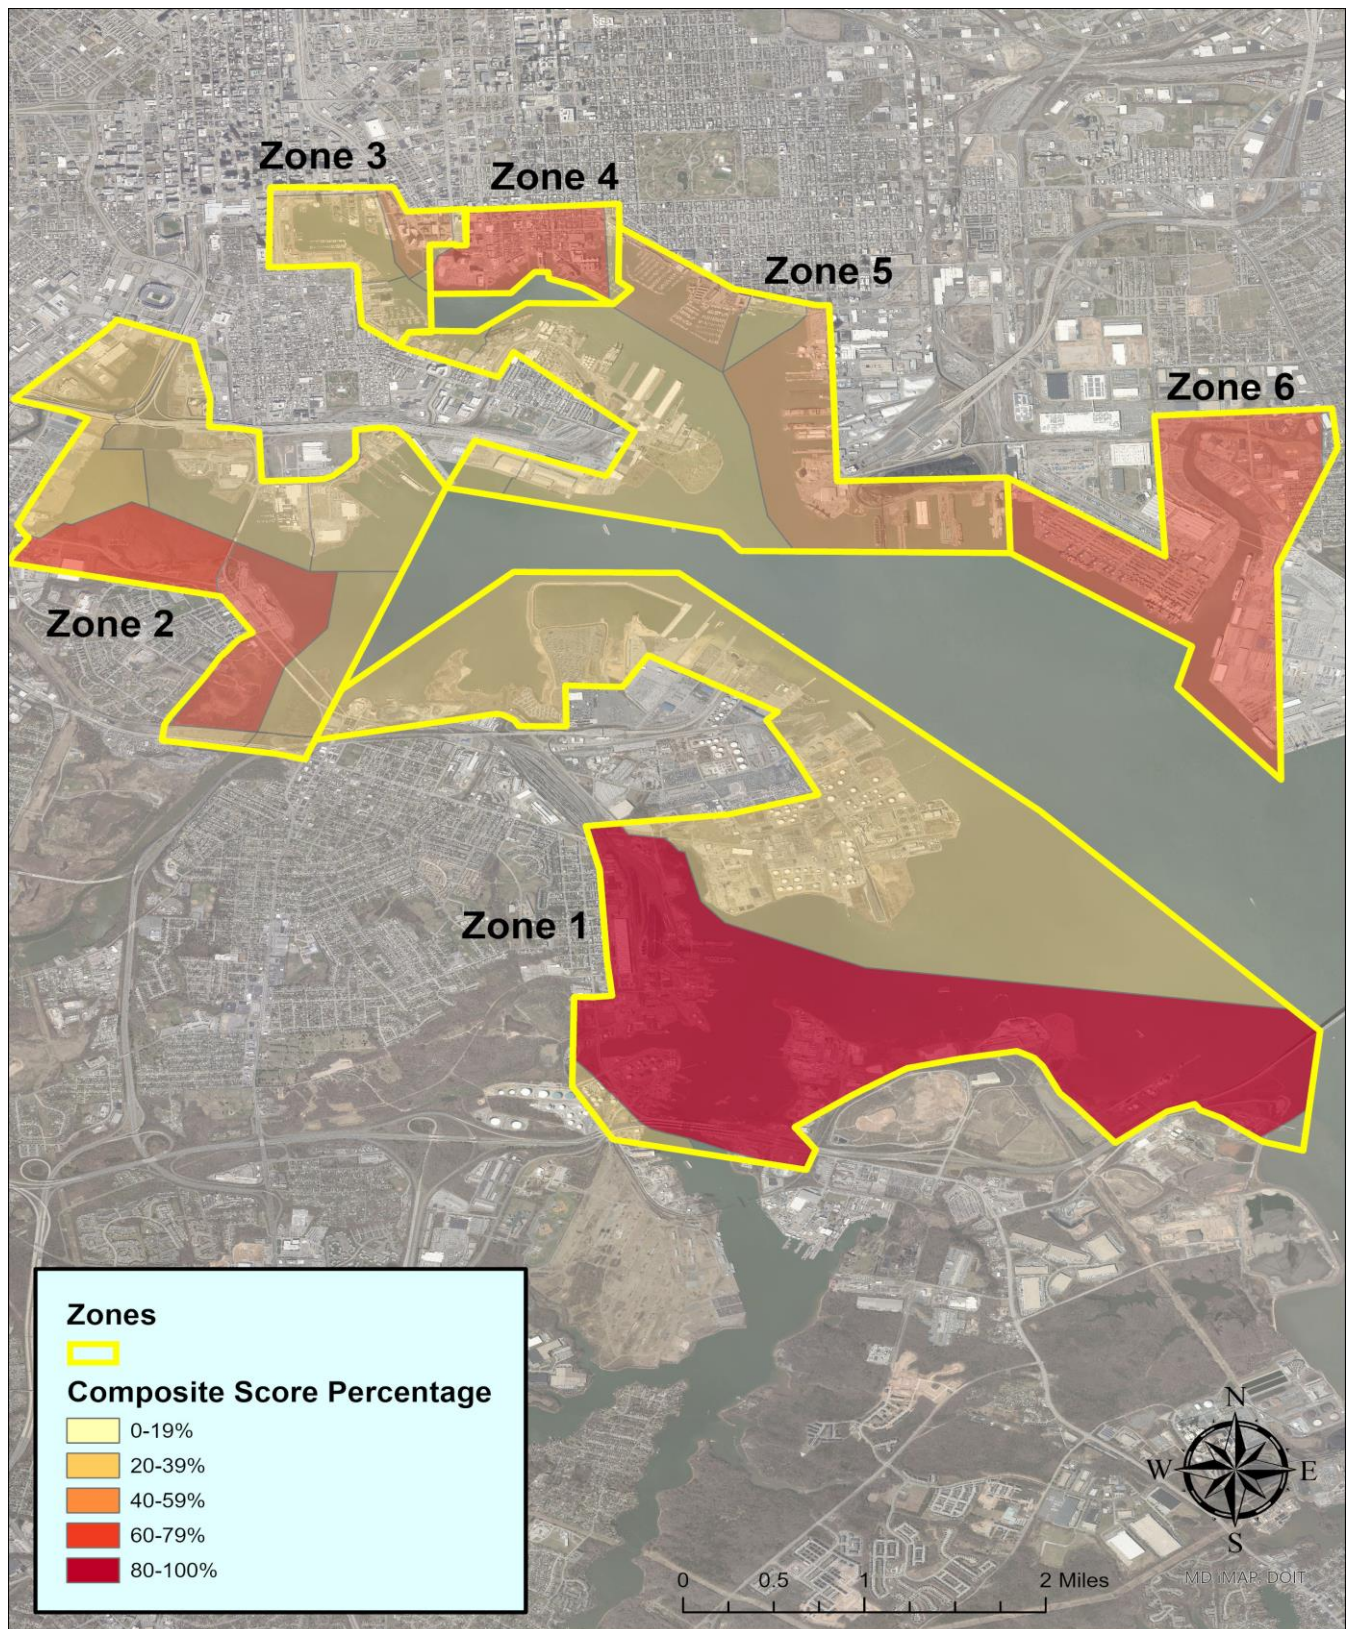 Zone 3
Zone 4
Zone 5
Zone 6
Zone 2
Zone 1
Zones
Composite Score Percentage
0-19%
20-39%
40-59%
60-79%
80-100%
N
W E
S
0 0.5 1 2 Miles
MD iMAP, DOIT